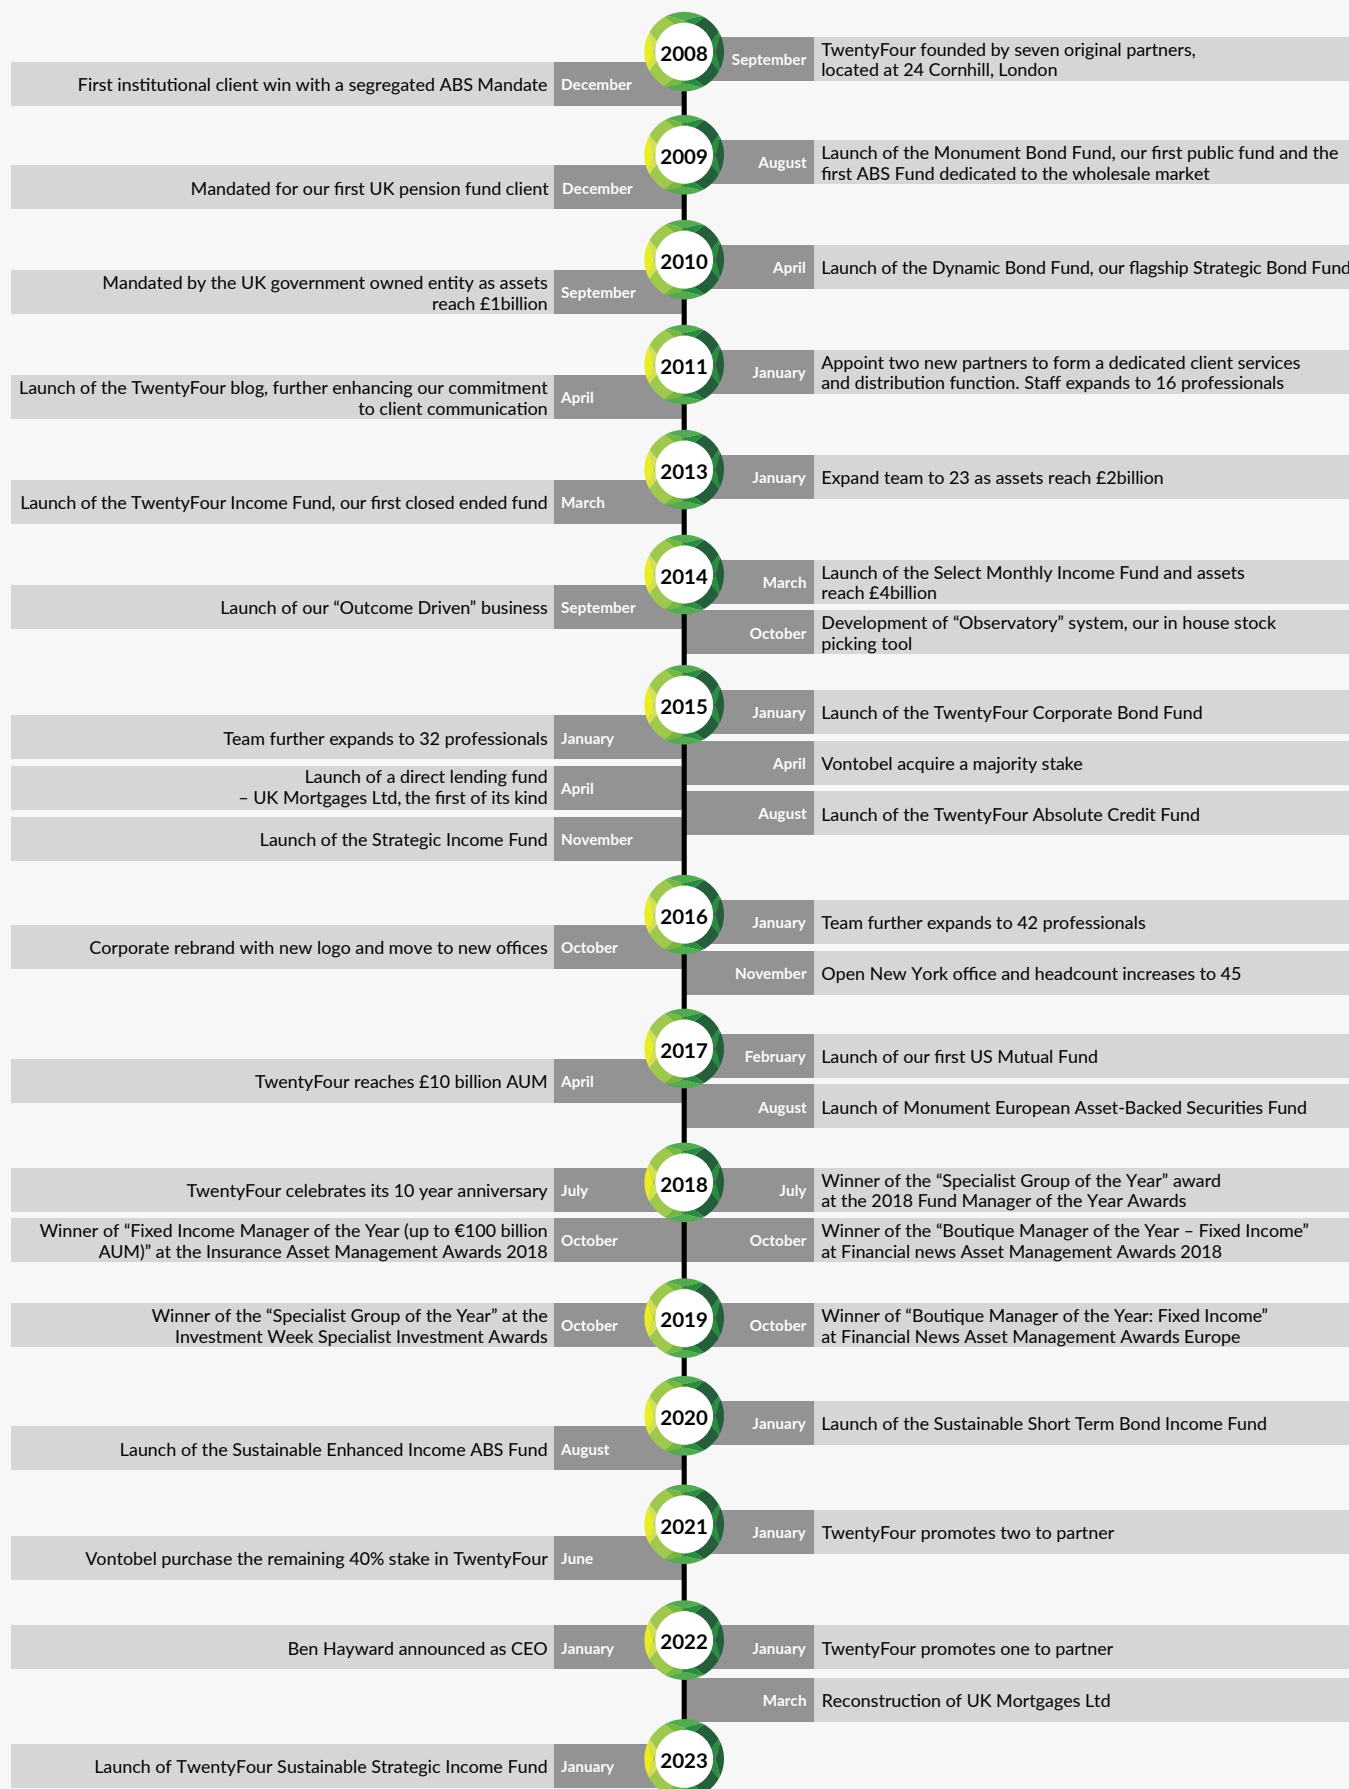 2008
September
TwentyFour founded by seven original partners,
located at 24 Cornhill, London
First institutional client win with a segregated ABS Mandate
December
2009
August
Launch of the Monument Bond Fund, our first public fund and the
first ABS Fund dedicated to the wholesale market
Mandated for our first UK pension fund client
December
2010
April
Launch of the Dynamic Bond Fund, our flagship Strategic Bond Fund
Mandated by the UK government owned entity as assets
reach £1billion
September
2011
January
Appoint two new partners to form a dedicated client services
and distribution function. Staff expands to 16 professionals
Launch of the TwentyFour blog, further enhancing our commitment
to client communication
April
2013
January
Expand team to 23 as assets reach £2billion
Launch of the TwentyFour Income Fund, our first closed ended fund
March
2014
March
Launch of the Select Monthly Income Fund and assets
reach £4billion
Launch of our “Outcome Driven” business
September
October
Development of “Observatory” system, our in house stock
picking tool
2015
January
Launch of the TwentyFour Corporate Bond Fund
Team further expands to 32 professionals
January
April
Vontobel acquire a majority stake
Launch of a direct lending fund
– UK Mortgages Ltd, the first of its kind
April
August
Launch of the TwentyFour Absolute Credit Fund
Launch of the Strategic Income Fund
November
2016
January
Team further expands to 42 professionals
Corporate rebrand with new logo and move to new offices
October
November
Open New York office and headcount increases to 45
2017
February
Launch of our first US Mutual Fund
TwentyFour reaches £10 billion AUM
April
August
Launch of Monument European Asset-Backed Securities Fund
2018
TwentyFour celebrates its 10 year anniversary
July
July
Winner of the “Specialist Group of the Year” award
at the 2018 Fund Manager of the Year Awards
Winner of “Fixed Income Manager of the Year (up to €100 billion
AUM)” at the Insurance Asset Management Awards 2018
October
October
Winner of the “Boutique Manager of the Year – Fixed Income”
at Financial news Asset Management Awards 2018
2019
Winner of the “Specialist Group of the Year” at the
Investment Week Specialist Investment Awards
October
October
Winner of “Boutique Manager of the Year: Fixed Income”
at Financial News Asset Management Awards Europe
2020
January
Launch of the Sustainable Short Term Bond Income Fund
Launch of the Sustainable Enhanced Income ABS Fund
August
2021
January
TwentyFour promotes two to partner
Vontobel purchase the remaining 40% stake in TwentyFour
June
2022
Ben Hayward announced as CEO
January
January
TwentyFour promotes one to partner
March
Reconstruction of UK Mortgages Ltd
2023
Launch of TwentyFour Sustainable Strategic Income Fund
January